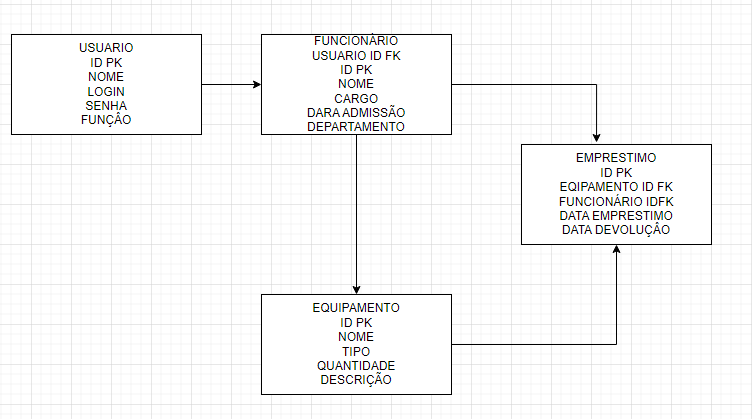 USUARIO
ID PK
NOME
LOGIN
SENHA
FUNÇÃO
FUNCIONÁRIO
USUARIO ID FK
ID PK
NOME
CARGO
DARA ADMISSÃO
DEPARTAMENTO
EMPRESTIMO
ID PK
EQIPAMENTO ID FK
FUNCIONÁRIO IDFK
DATA EMPRESTIMO
DATA DEVOLUÇÃO
EQUIPAMENTO
ID PK
NOME
TIPO
QUANTIDADE
DESCRIÇÃO